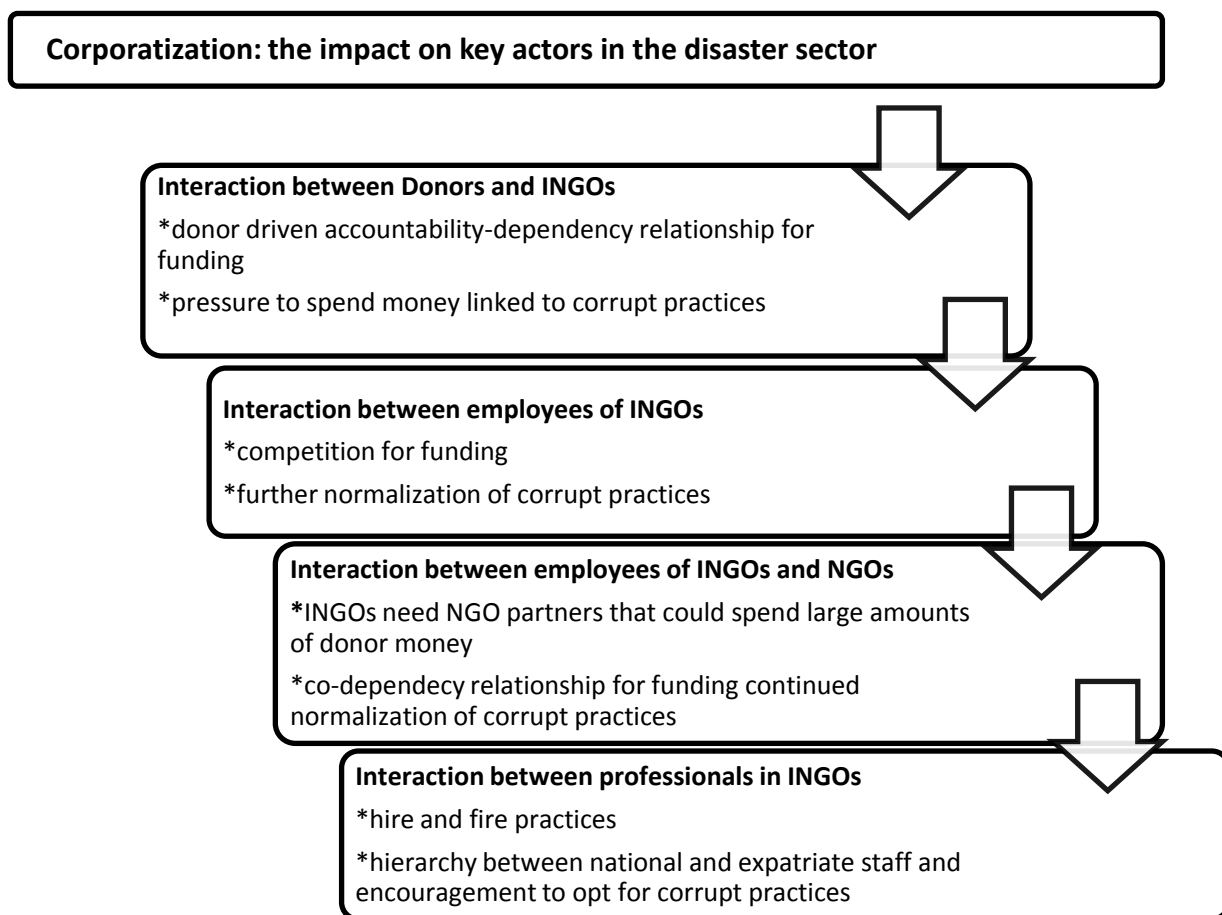 Corporatization: the impact on key actors in the disaster sector
Interaction between Donors and INGOs
*donor driven accountability-dependency relationship for
funding
*pressure to spend money linked to corrupt practices
Interaction between employees of INGOs
*competition for funding
*further normalization of corrupt practices
Interaction between employees of INGOs and NGOs
*INGOs need NGO partners that could spend large amounts
of donor money
*co-dependecy relationship for funding continued
normalization of corrupt practices
Interaction between professionals in INGOs
*hire and fire practices
*hierarchy between national and expatriate staff and
encouragement to opt for corrupt practices